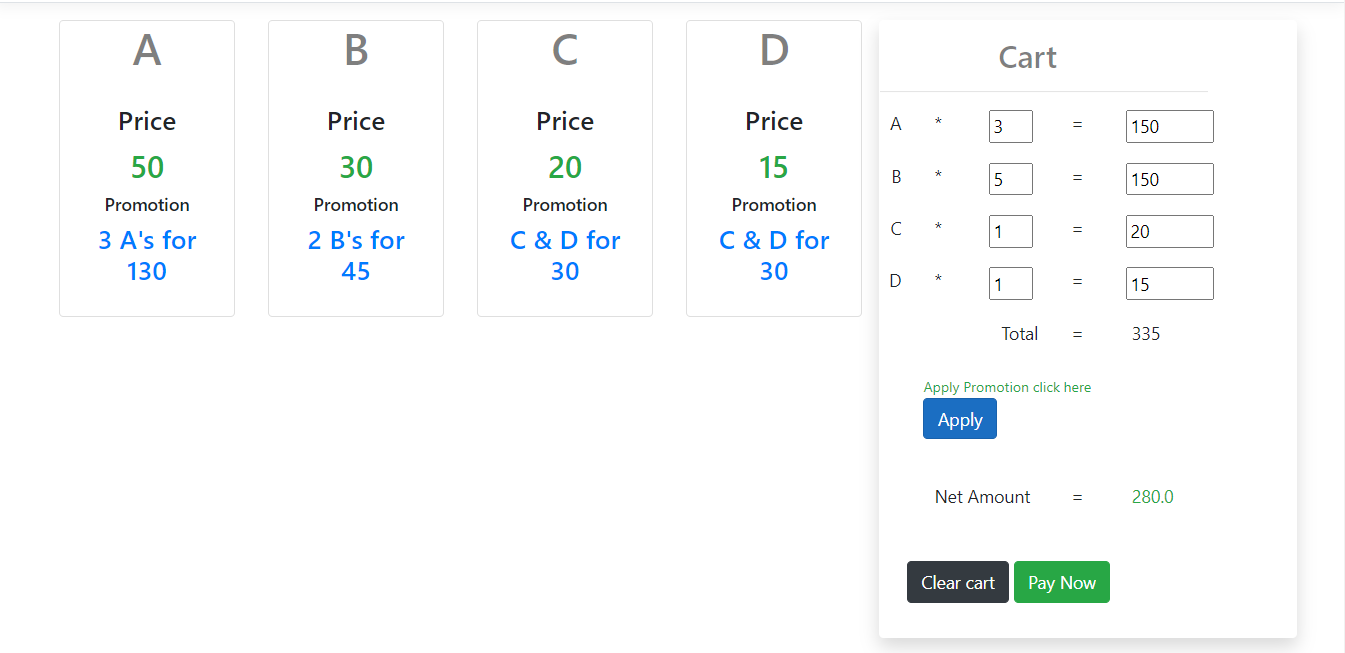 A
Price
50
Promotion
3 A's for
130
B
Price
30
Promotion
2 B's for
45
C
Price
20
Promotion
C & D for
30
D
Price
15
Promotion
C & D for
30
Cart
A * 3 = 150
B * 5 = 150
C * 1 = 20
D * 1 = 15
Total = 335
Apply Promotion click here
Apply
Net Amount = 280.0
Clear cart Pay Now